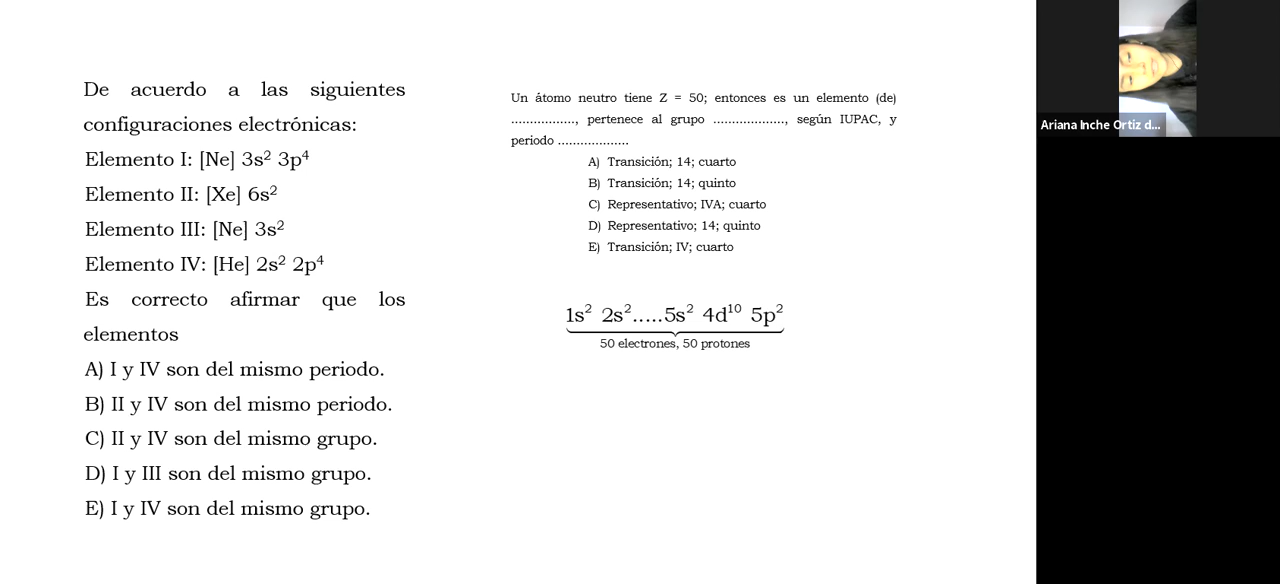 De acuerdo a las siguientes
configuraciones electrónicas:
Elemento I: [Ne] 3s² 3p⁴
Elemento II: [Xe] 6s²
Elemento III: [Ne] 3s²
Elemento IV: [He] 2s² 2p⁴
Es correcto afirmar que los
elementos
A) I y IV son del mismo periodo.
B) II y IV son del mismo periodo.
C) II y IV son del mismo grupo.
D) I y III son del mismo grupo.
E) I y IV son del mismo grupo.
Un átomo neutro tiene Z = 50; entonces es un elemento (de)
................., pertenece al grupo ..................., según IUPAC, y
periodo ...................
A) Transición; 14; cuarto
B) Transición; 14; quinto
C) Representativo; IVA; cuarto
D) Representativo; 14; quinto
E) Transición; IV; cuarto
1s² 2s².....5s² 4d¹⁰ 5p²
50 electrones, 50 protones
Ariana Inche Ortiz d...